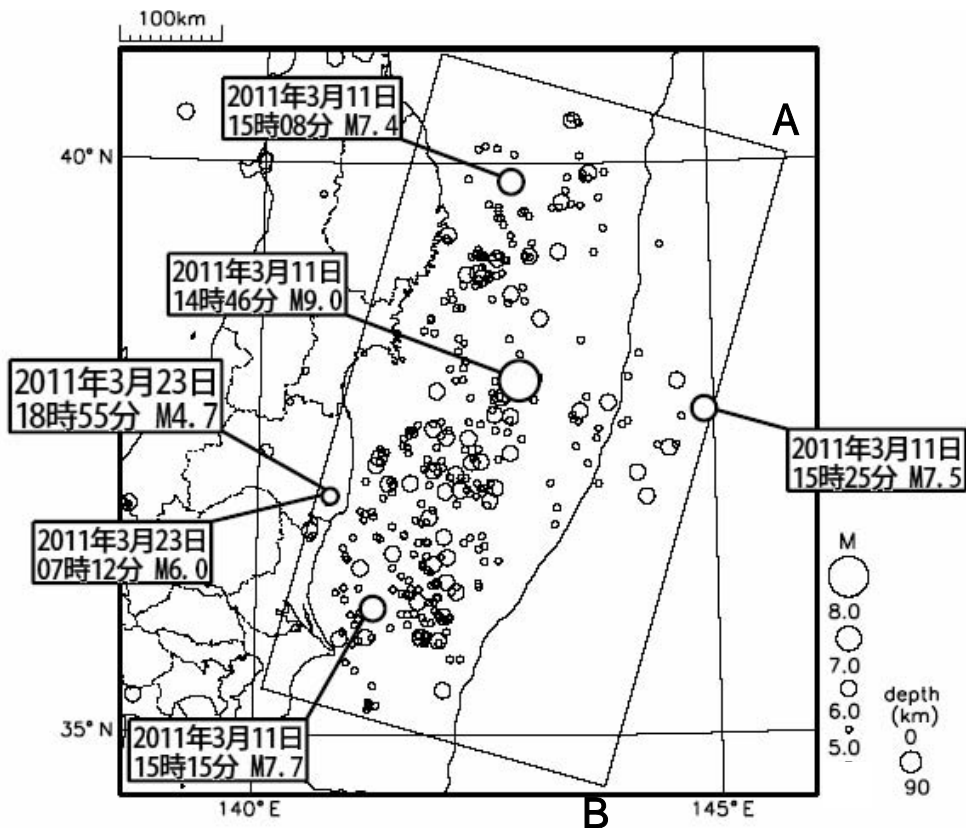 100km
2011年3月11日
15時08分 M7.4
A
40°N
2011年3月11日
14時46分 M9.0
2011年3月23日
18時55分 M4.7
2011年3月11日
15時25分 M7.5
2011年3月23日
07時12分 M6.0
M
8.0
7.0
6.0
5.0
depth
(km)
0
90
35°N
2011年3月11日
15時15分 M7.7
140°E
B
145°E